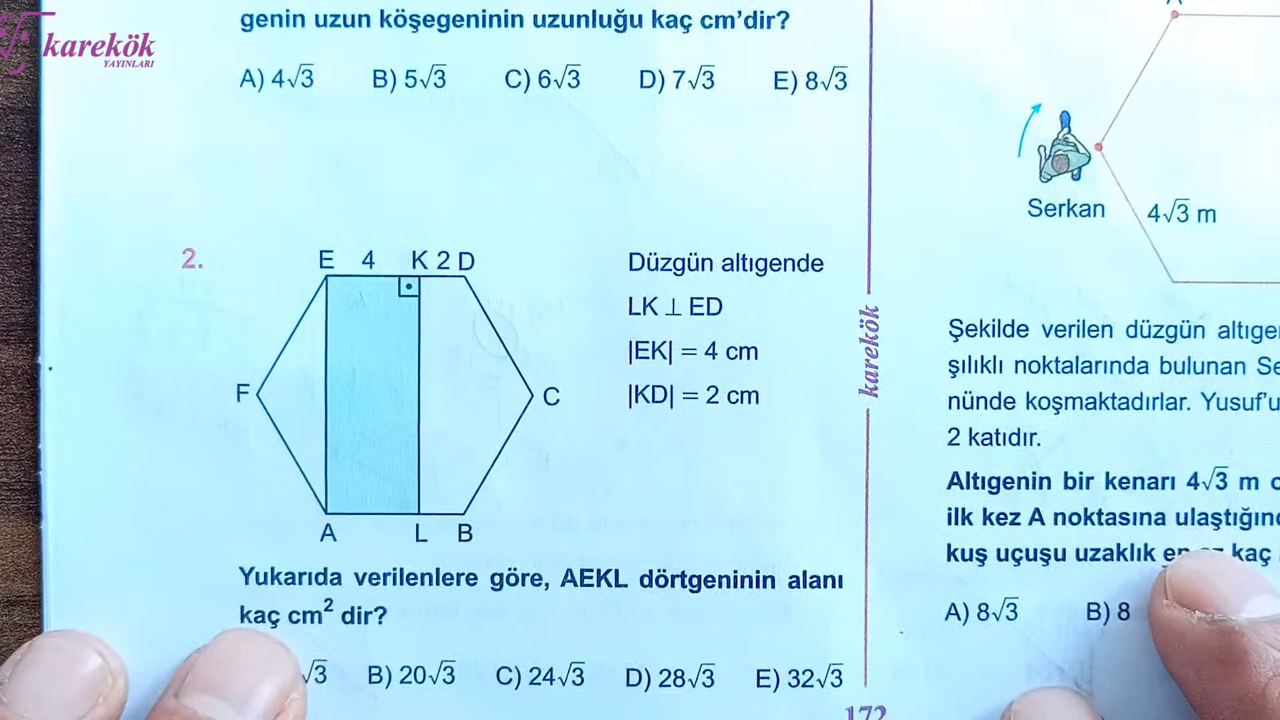 karekök
YAYINLARI
genin uzun köşegeninin uzunluğu kaç cm'dir?
A) 4√3 B) 5√3 C) 6√3 D) 7√3 E) 8√3
2.
E 4 K 2 D
F C
A L B
Düzgün altıgende
LK ⊥ ED
|EK| = 4 cm
|KD| = 2 cm
Yukarıda verilenlere göre, AEKL dörtgeninin alanı
kaç cm² dir?
√3 B) 20√3 C) 24√3 D) 28√3 E) 32√3
karekök
172
Serkan
4√3 m
Şekilde verilen düzgün
şılıklı noktalarında bulunan
nünde koşmaktadırlar.
2 katıdır.
Altıgenin bir kenarı 4√3 m
ilk kez A noktasına
kuş uçuşu uzaklık kaç
A) 8√3 B) 8